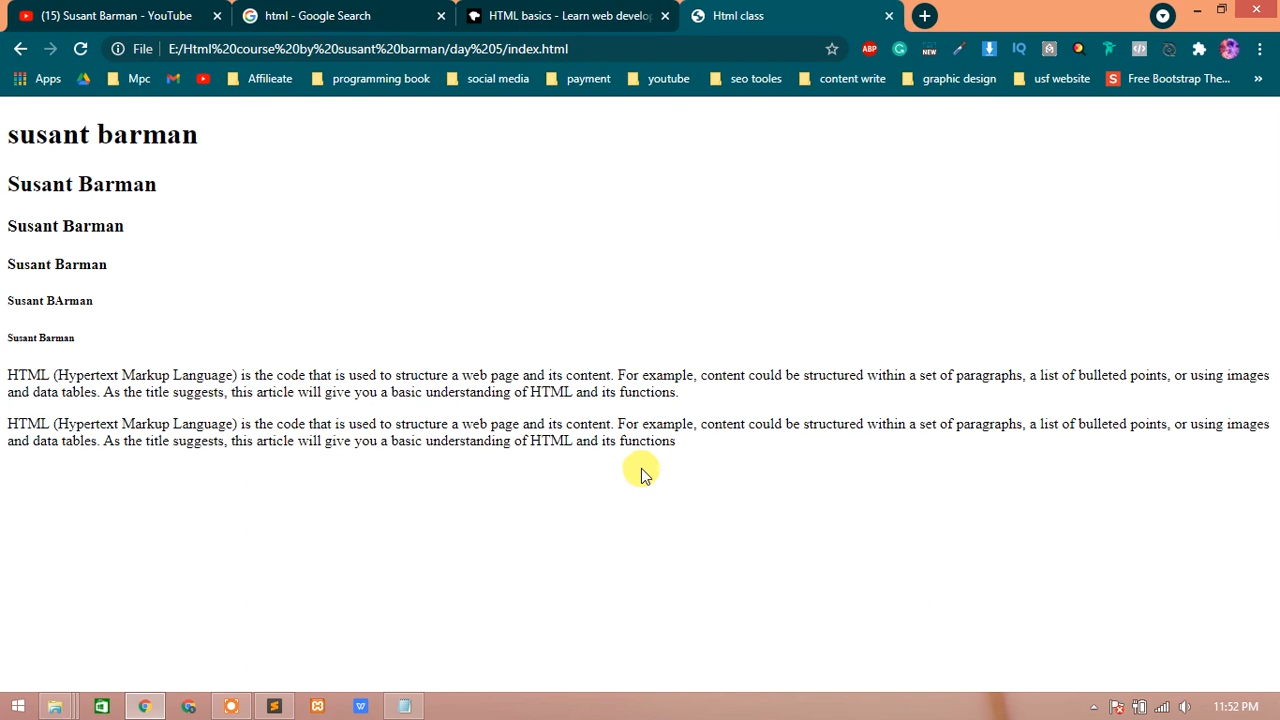 (15) Susant Barman - YouTube
html - Google Search
HTML basics - Learn web develop
Html class
File
E:/Html%20course%20by%20susant%20barman/day%205/index.html
ABP
NEW
IQ
Apps
Mpc
Affilieate
programming book
social media
payment
youtube
seo tooles
content write
graphic design
usf website
S
Free Bootstrap The...
susant barman
Susant Barman
Susant Barman
Susant Barman
Susant BArman
Susant Barman
HTML (Hypertext Markup Language) is the code that is used to structure a web page and its content. For example, content could be structured within a set of paragraphs, a list of bulleted points, or using images
and data tables. As the title suggests, this article will give you a basic understanding of HTML and its functions.
HTML (Hypertext Markup Language) is the code that is used to structure a web page and its content. For example, content could be structured within a set of paragraphs, a list of bulleted points, or using images
and data tables. As the title suggests, this article will give you a basic understanding of HTML and its functions
11:52 PM